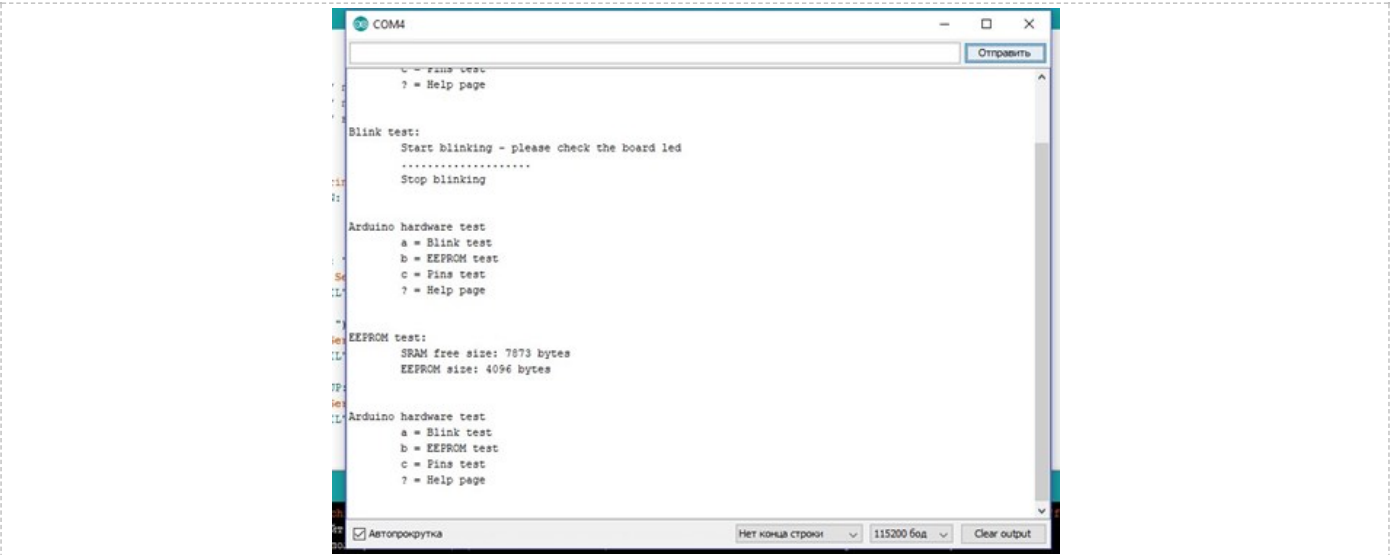 COM4
Отправить
c = Pins test
? = Help page
Blink test:
Start blinking - please check the board led
....................
Stop blinking
Arduino hardware test
a = Blink test
b = EEPROM test
c = Pins test
? = Help page
EEPROM test:
SRAM free size: 7873 bytes
EEPROM size: 4096 bytes
Arduino hardware test
a = Blink test
b = EEPROM test
c = Pins test
? = Help page
Автопрокрутка
Нет конца строки
115200 бод
Clear output